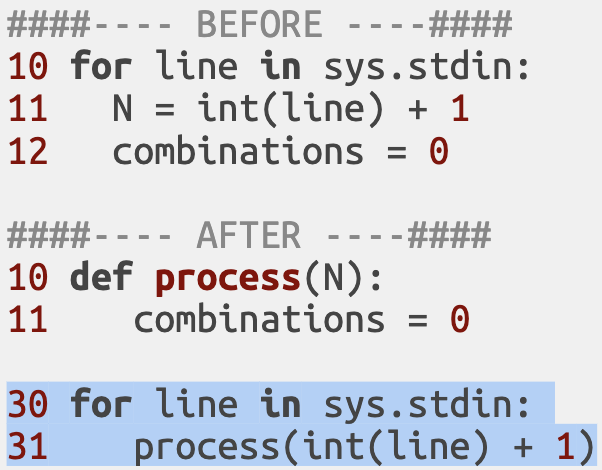 ####---- BEFORE ----####
10 for line in sys.stdin:
11   N = int(line) + 1
12   combinations = 0
####---- AFTER ----####
10 def process(N):
11    combinations = 0
30 for line in sys.stdin:
31    process(int(line) + 1)